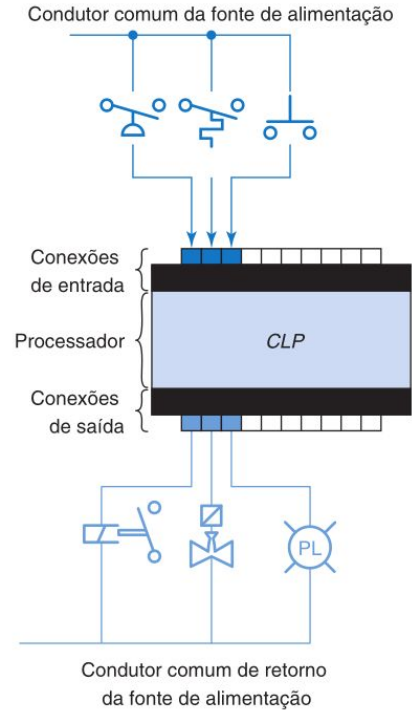 Condutor comum da fonte de alimentação
Conexões
de entrada
Processador
CLP
Conexões
de saída
PL
Condutor comum de retorno
da fonte de alimentação